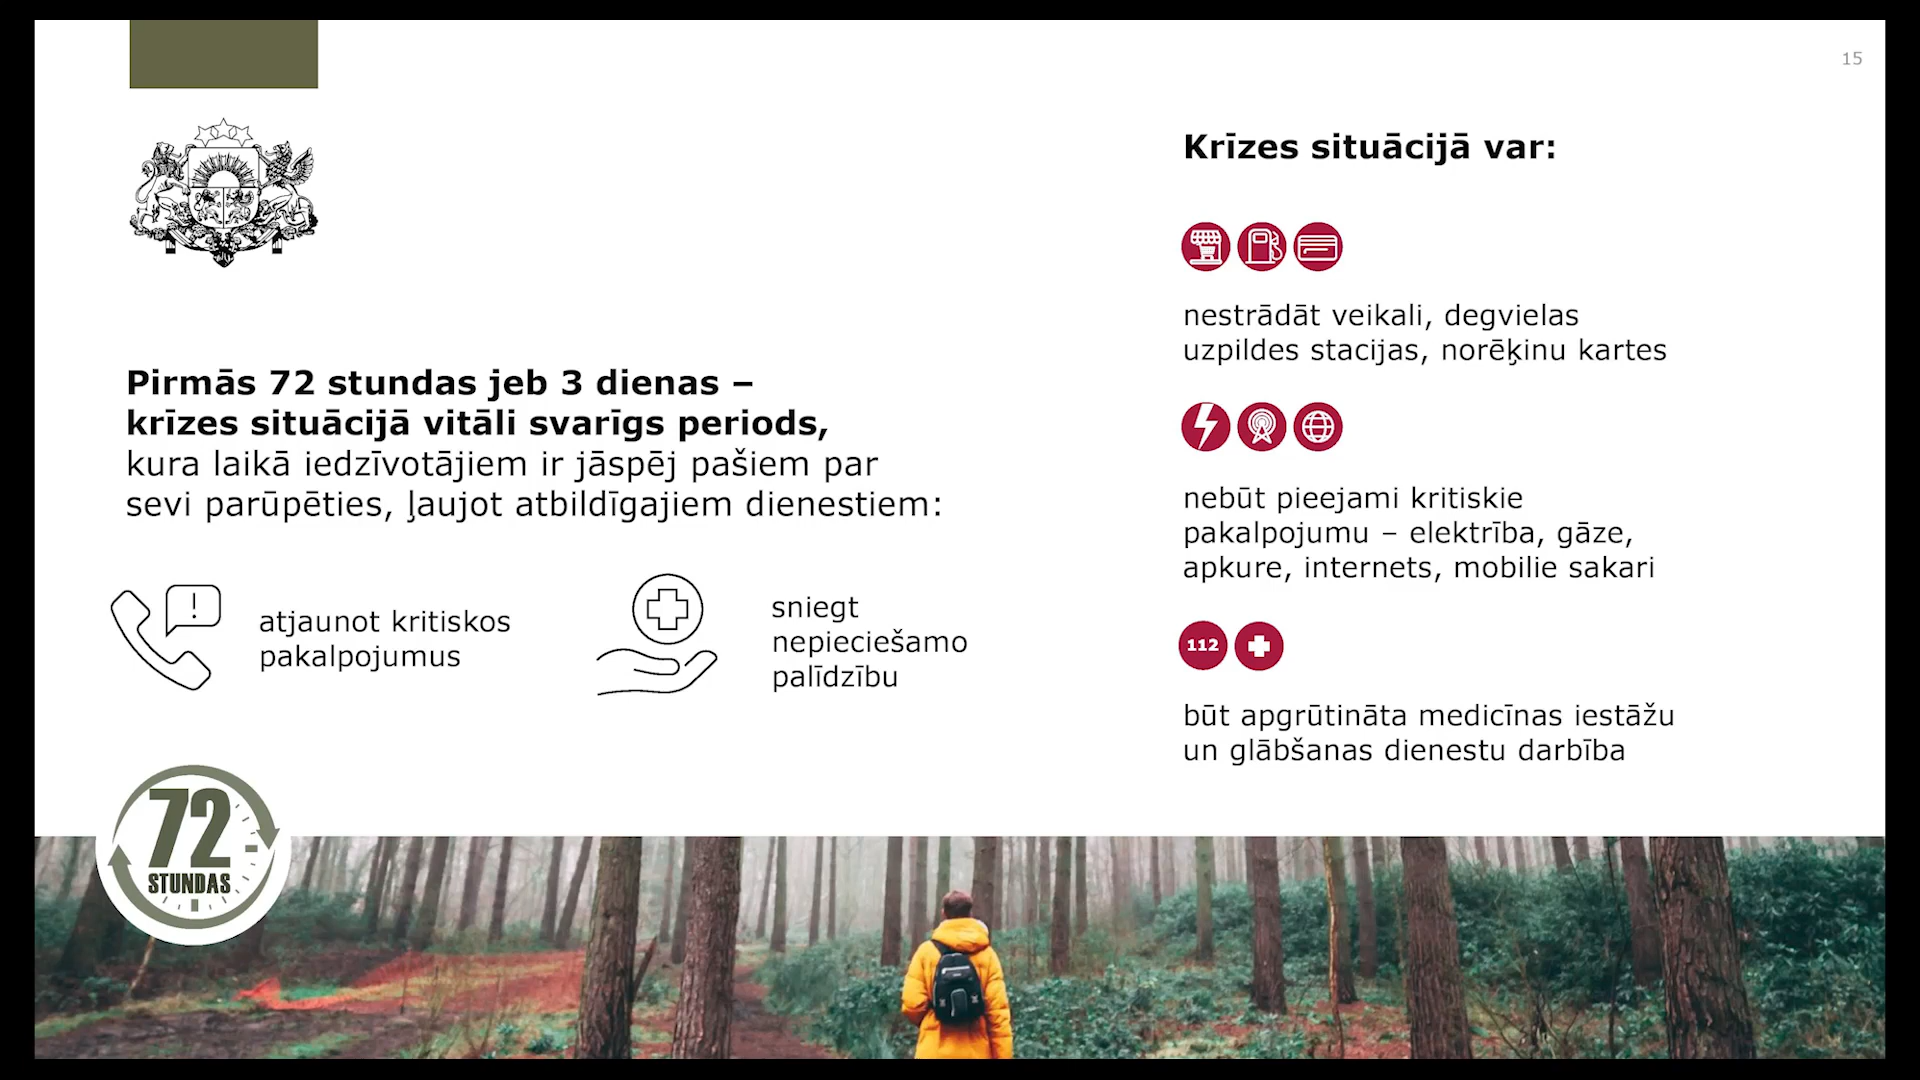 15
Pirmās 72 stundas jeb 3 dienas –
krīzes situācijā vitāli svarīgs periods,
kura laikā iedzīvotājiem ir jāspēj pašiem par
sevi parūpēties, ļaujot atbildīgajiem dienestiem:
!
atjaunot kritiskos
pakalpojumus
sniegt
nepieciešamo
palīdzību
72
STUNDAS
Krīzes situācijā var:
nestrādāt veikali, degvielas
uzpildes stacijas, norēķinu kartes
nebūt pieejami kritiskie
pakalpojumu – elektrība, gāze,
apkure, internets, mobilie sakari
112
būt apgrūtināta medicīnas iestāžu
un glābšanas dienestu darbība